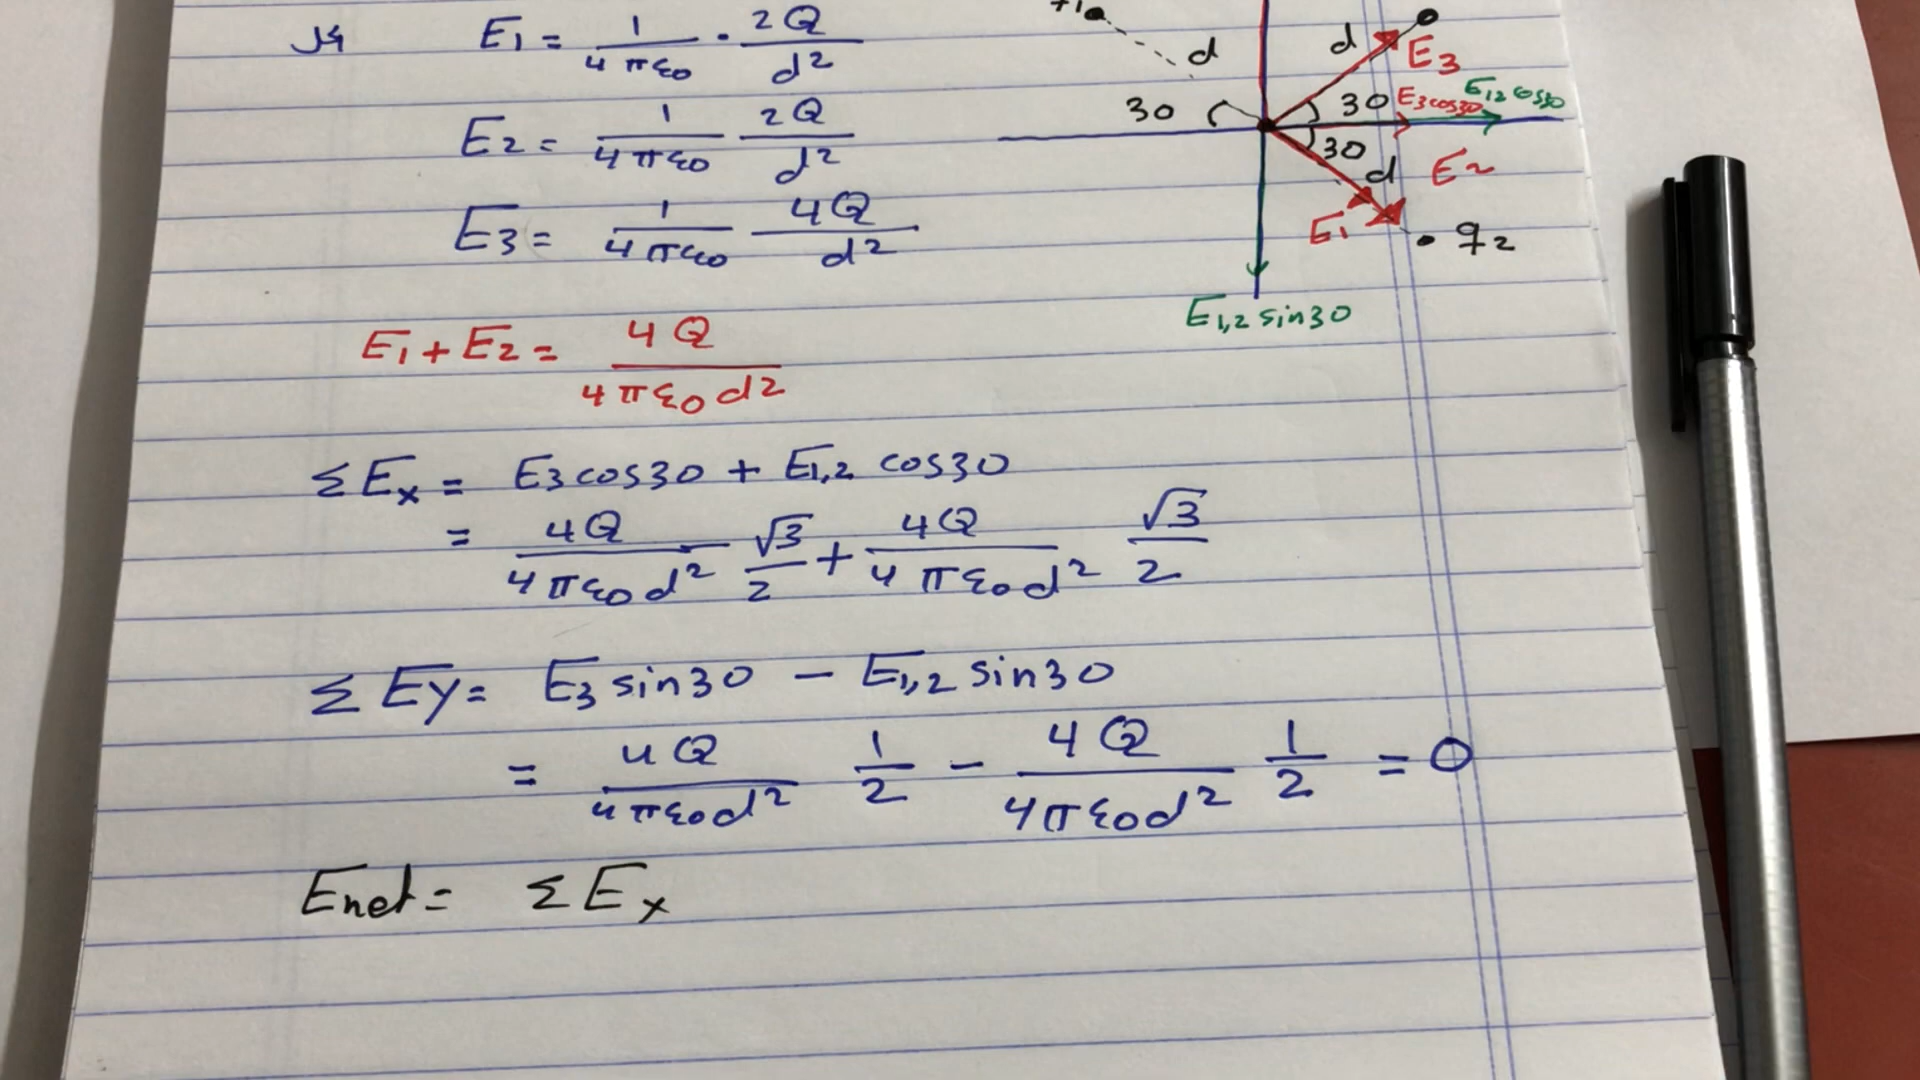 E1 = 1/4πε0 · 2Q/d²
E2 = 1/4πε0 2Q/d²
E3 = 1/4πε0 4Q/d²
E1 + E2 = 4Q/4πε0d²
ΣEx = E3cos30 + E1,2 cos30
= 4Q/4πε0d² √3/2 + 4Q/4πε0d² √3/2
ΣEy = E3 sin30 - E1,2 sin30
= 4Q/4πε0d² 1/2 - 4Q/4πε0d² 1/2 = 0
Enet = ΣEx
d
d
E3
30
30
E3cos30
E12 cos30
30
d
E2
E1
q2
E1,2 sin30